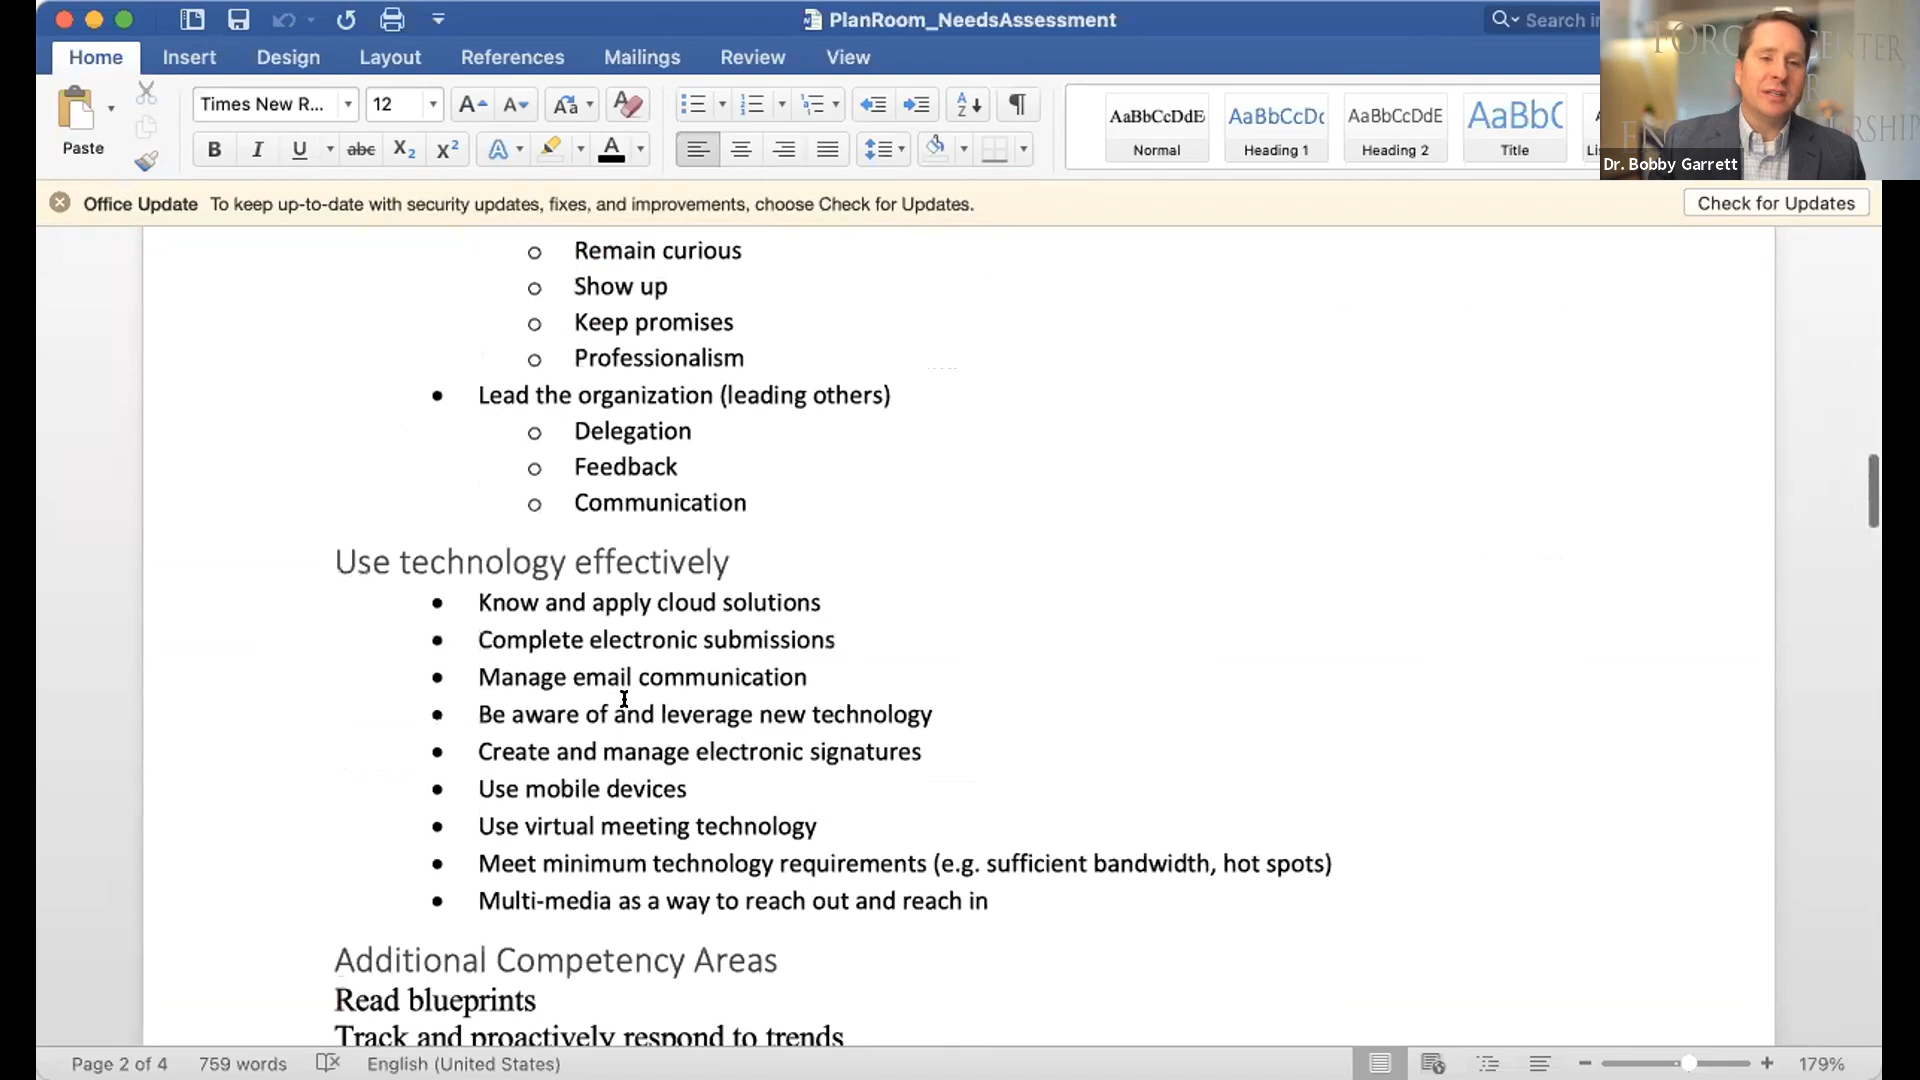 PlanRoom_NeedsAssessment
Search in
Home Insert Design Layout References Mailings Review View
Paste
Times New R... 12
AaBbCcDdE AaBbCcDc AaBbCcDdE AaBbC
Normal Heading 1 Heading 2 Title
Dr. Bobby Garrett
Office Update To keep up-to-date with security updates, fixes, and improvements, choose Check for Updates.
Check for Updates
Remain curious
Show up
Keep promises
Professionalism
Lead the organization (leading others)
Delegation
Feedback
Communication
Use technology effectively
Know and apply cloud solutions
Complete electronic submissions
Manage email communication
Be aware of and leverage new technology
Create and manage electronic signatures
Use mobile devices
Use virtual meeting technology
Meet minimum technology requirements (e.g. sufficient bandwidth, hot spots)
Multi-media as a way to reach out and reach in
Additional Competency Areas
Read blueprints
Track and proactively respond to trends
Page 2 of 4 759 words English (United States) 179%